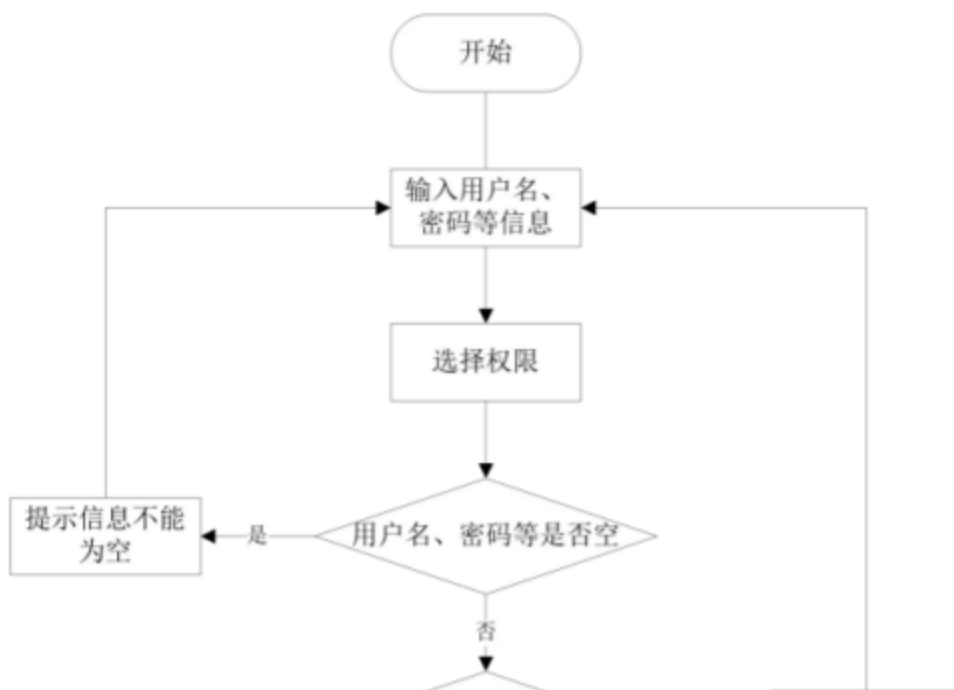 开始
输入用户名、
密码等信息
选择权限
提示信息不能
为空
是
用户名、密码等是否空
否